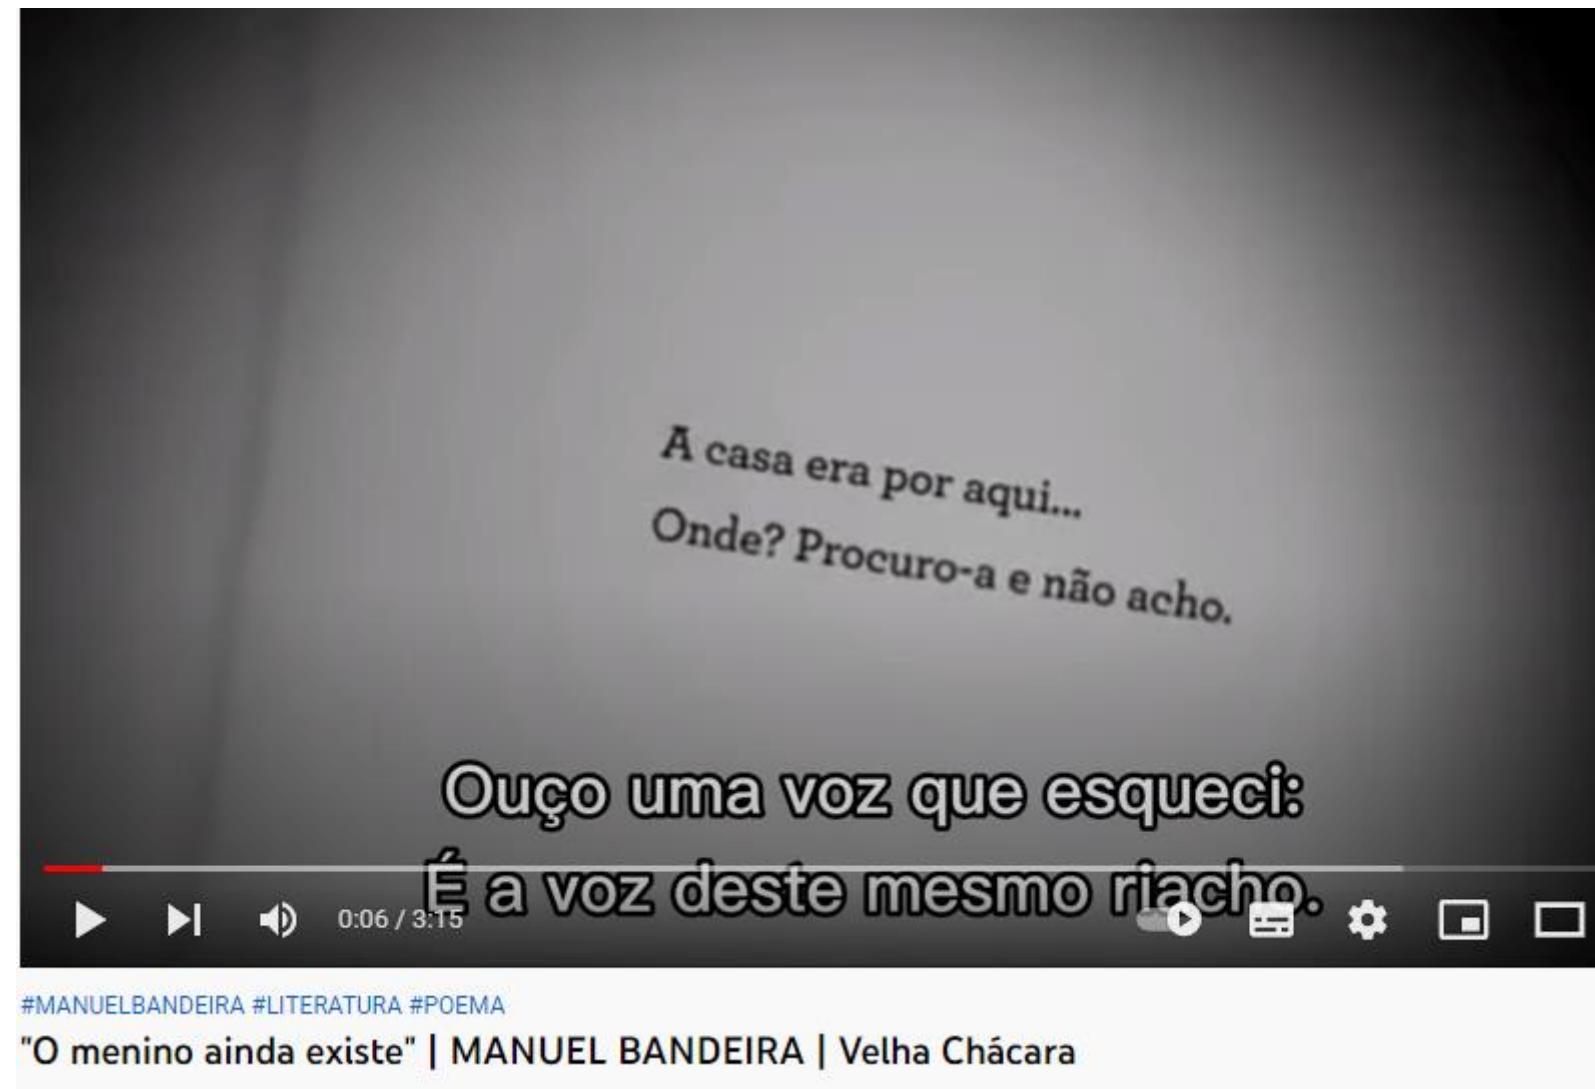 A casa era por aqui...
Onde? Procuro-a e não acho.
Ouço uma voz que esqueci:
É a voz deste mesmo riacho.
0:06 / 3:15
#MANUELBANDEIRA #LITERATURA #POEMA
"O menino ainda existe" | MANUEL BANDEIRA | Velha Chácara